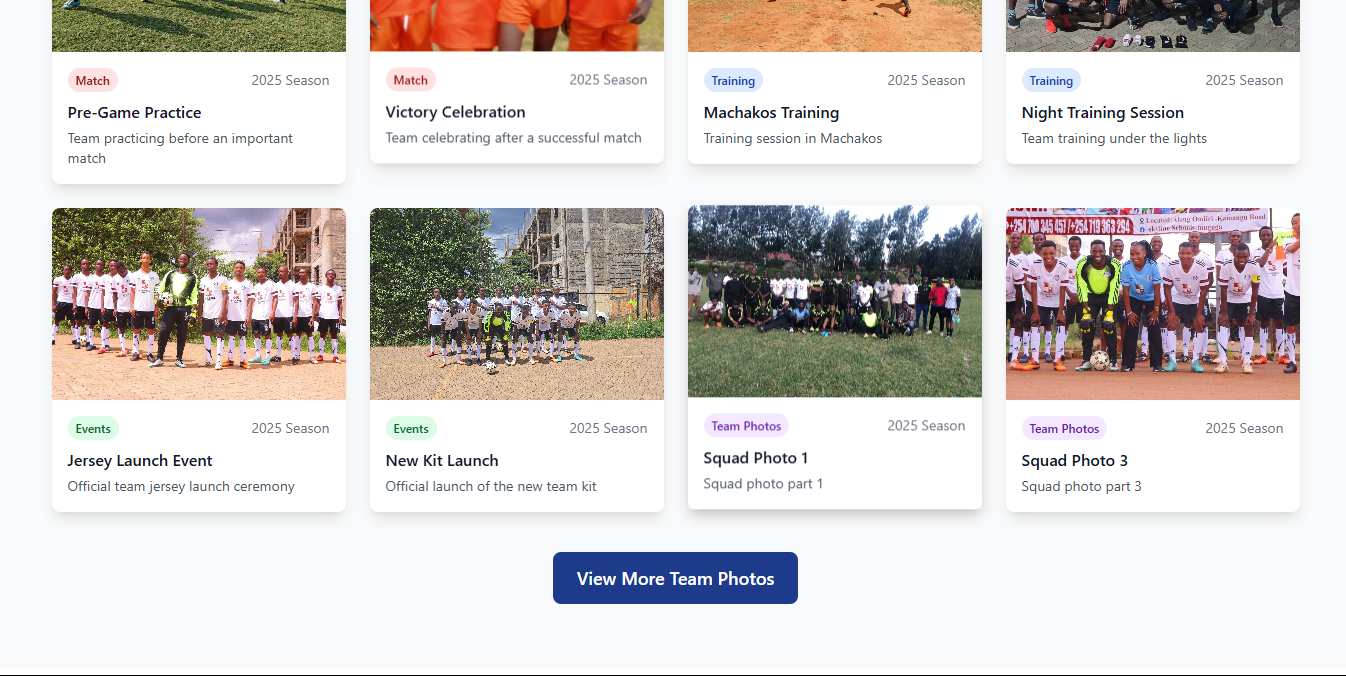 Match
2025 Season
Pre-Game Practice
Team practicing before an important
match
Match
2025 Season
Victory Celebration
Team celebrating after a successful match
Training
2025 Season
Machakos Training
Training session in Machakos
Training
2025 Season
Night Training Session
Team training under the lights
Located: Along Ondiri - Kamangu Road
+254 700 345 457 /+254 719 363 294
Events
2025 Season
Jersey Launch Event
Official team jersey launch ceremony
Events
2025 Season
New Kit Launch
Official launch of the new team kit
Team Photos
2025 Season
Squad Photo 1
Squad photo part 1
Team Photos
2025 Season
Squad Photo 3
Squad photo part 3
View More Team Photos